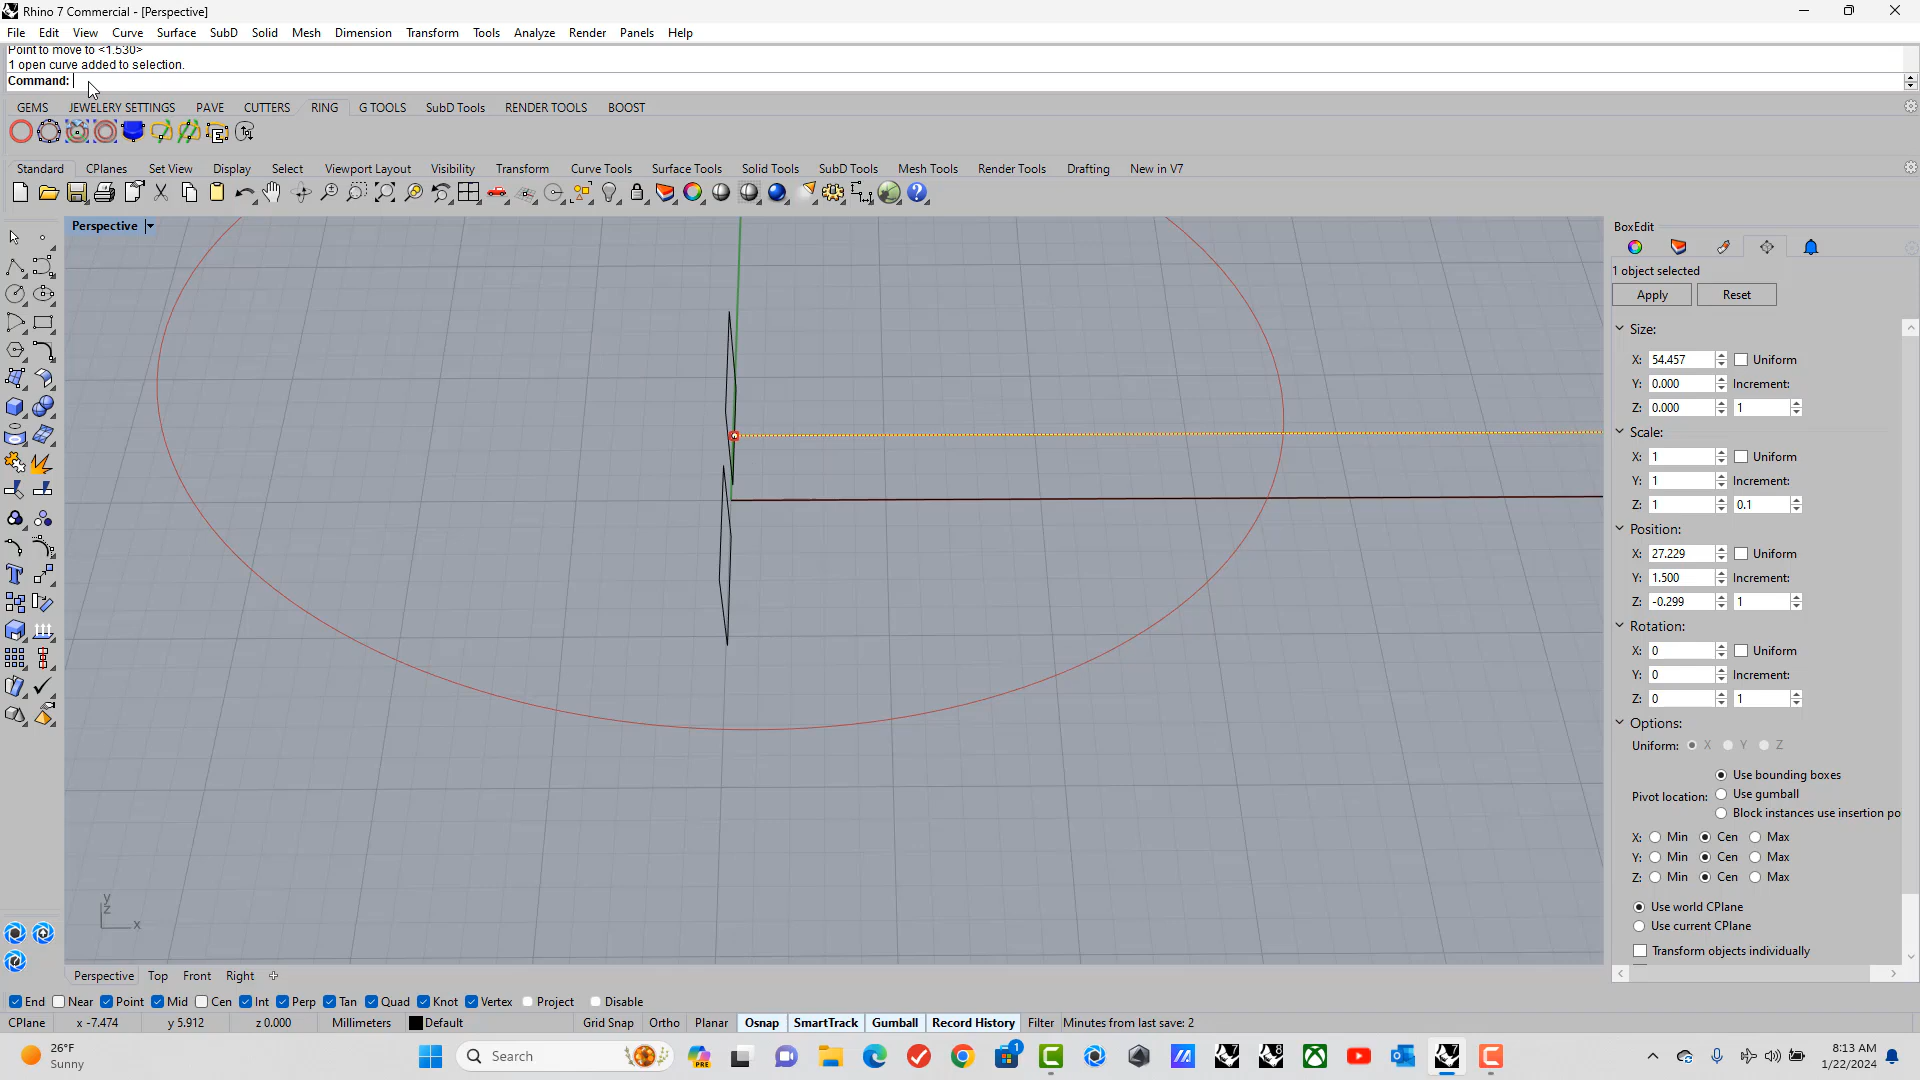 Rhino 7 Commercial - [Perspective]
File Edit View Curve Surface SubD Solid Mesh Dimension Transform Tools Analyze Render Panels Help
Point to move to <1.530>
1 open curve added to selection.
Command:
GEMS JEWELERY SETTINGS PAVE CUTTERS RING G TOOLS SubD Tools RENDER TOOLS BOOST
Standard CPlanes Set View Display Select Viewport Layout Visibility Transform Curve Tools Surface Tools Solid Tools SubD Tools Mesh Tools Render Tools Drafting New in V7
Perspective
BoxEdit
1 object selected
Apply Reset
Size:
X: 54.457 Uniform
Y: 0.000 Increment:
Z: 0.000 1
Scale:
X: 1 Uniform
Y: 1 Increment:
Z: 1 0.1
Position:
X: 27.229 Uniform
Y: 1.500 Increment:
Z: -0.299 1
Rotation:
X: 0 Uniform
Y: 0 Increment:
Z: 0 1
Options:
Uniform: X Y Z
Use bounding boxes
Pivot location: Use gumball
Block instances use insertion po
X: Min Cen Max
Y: Min Cen Max
Z: Min Cen Max
Use world CPlane
Use current CPlane
Transform objects individually
y
z
x
Perspective Top Front Right
End Near Point Mid Cen Int Perp Tan Quad Knot Vertex Project Disable
CPlane x -7.474 y 5.912 z 0.000 Millimeters Default Grid Snap Ortho Planar Osnap SmartTrack Gumball Record History Filter Minutes from last save: 2
26°F
Sunny
Search
PRE
1
7
8
8:13 AM
1/22/2024